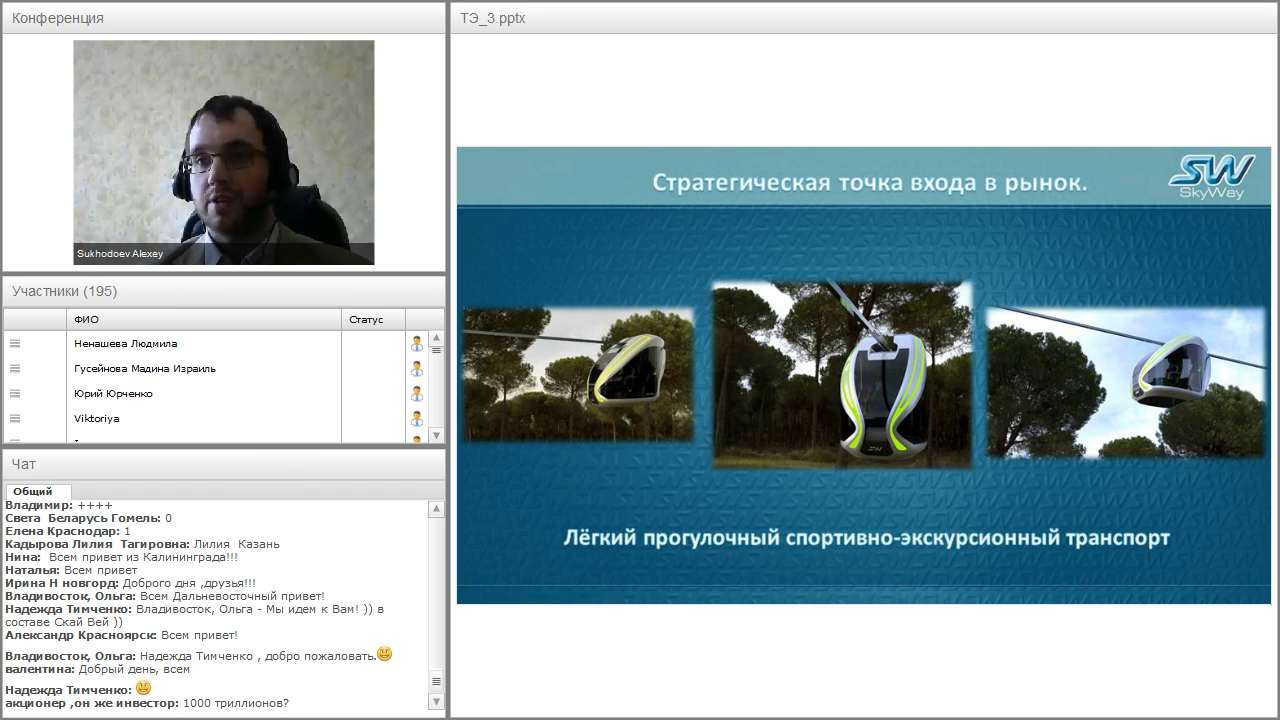 Конференция
Sukhodoev Alexey
Участники (195)
ФИО
Статус
Ненашева Людмила
Гусейнова Мадина Израиль
Юрий Юрченко
Viktoriya
Чат
Общий
Владимир: ++++
Света Беларусь Гомель: 0
Елена Краснодар: 1
Кадырова Лилия Тагировна: Лилия Казань
Нина: Всем привет из Калининграда!!!
Наталья: Всем привет
Ирина Н новгорд: Доброго дня ,друзья!!!
Владивосток, Ольга: Всем Дальневосточный привет!
Надежда Тимченко: Владивосток, Ольга - Мы идем к Вам! )) в
составе Скай Вей ))
Александр Красноярск: Всем привет!
Владивосток, Ольга: Надежда Тимченко , добро пожаловать.
валентина: Добрый день, всем
Надежда Тимченко:
акционер ,он же инвестор: 1000 триллионов?
ТЭ_3.pptx
Стратегическая точка входа в рынок.
SW
SkyWay
SW
Лёгкий прогулочный спортивно-экскурсионный транспорт